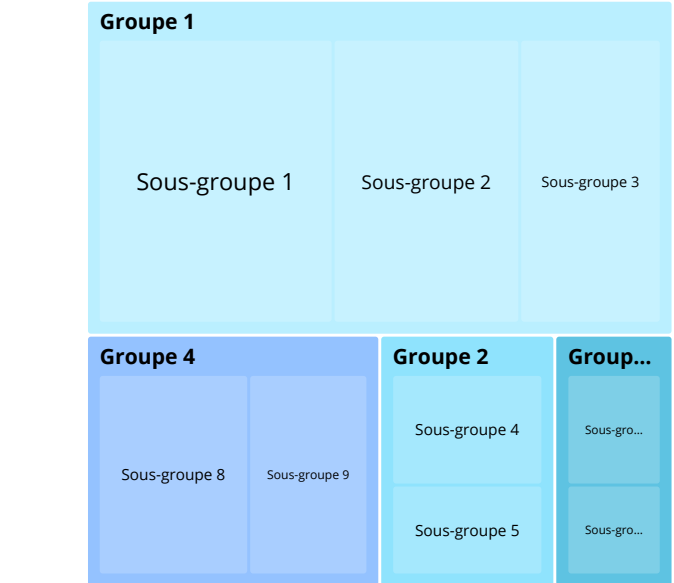 Groupe 1
Sous-groupe 1
Sous-groupe 2
Sous-groupe 3
Groupe 4
Groupe 2
Group...
Sous-groupe 8
Sous-groupe 9
Sous-groupe 4
Sous-groupe 5
Sous-gro...
Sous-gro...